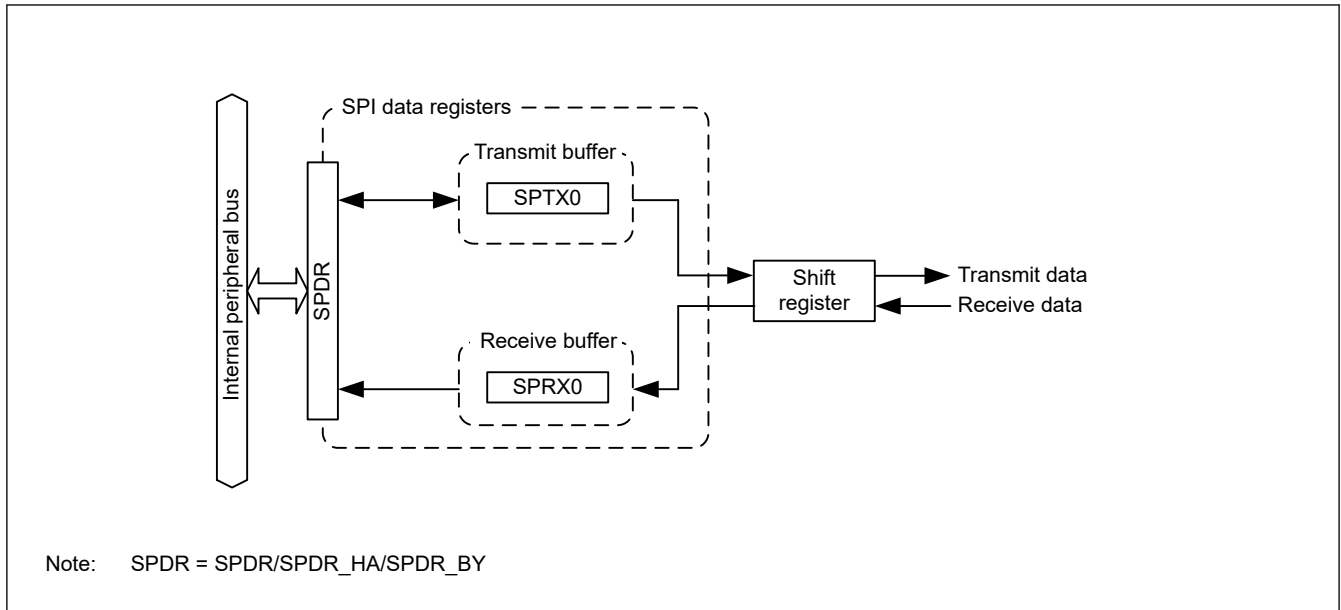 SPI data registers
Transmit buffer
SPTX0
Internal peripheral bus
SPDR
Shift
register
Transmit data
Receive data
Receive buffer
SPRX0
Note: SPDR = SPDR/SPDR_HA/SPDR_BY